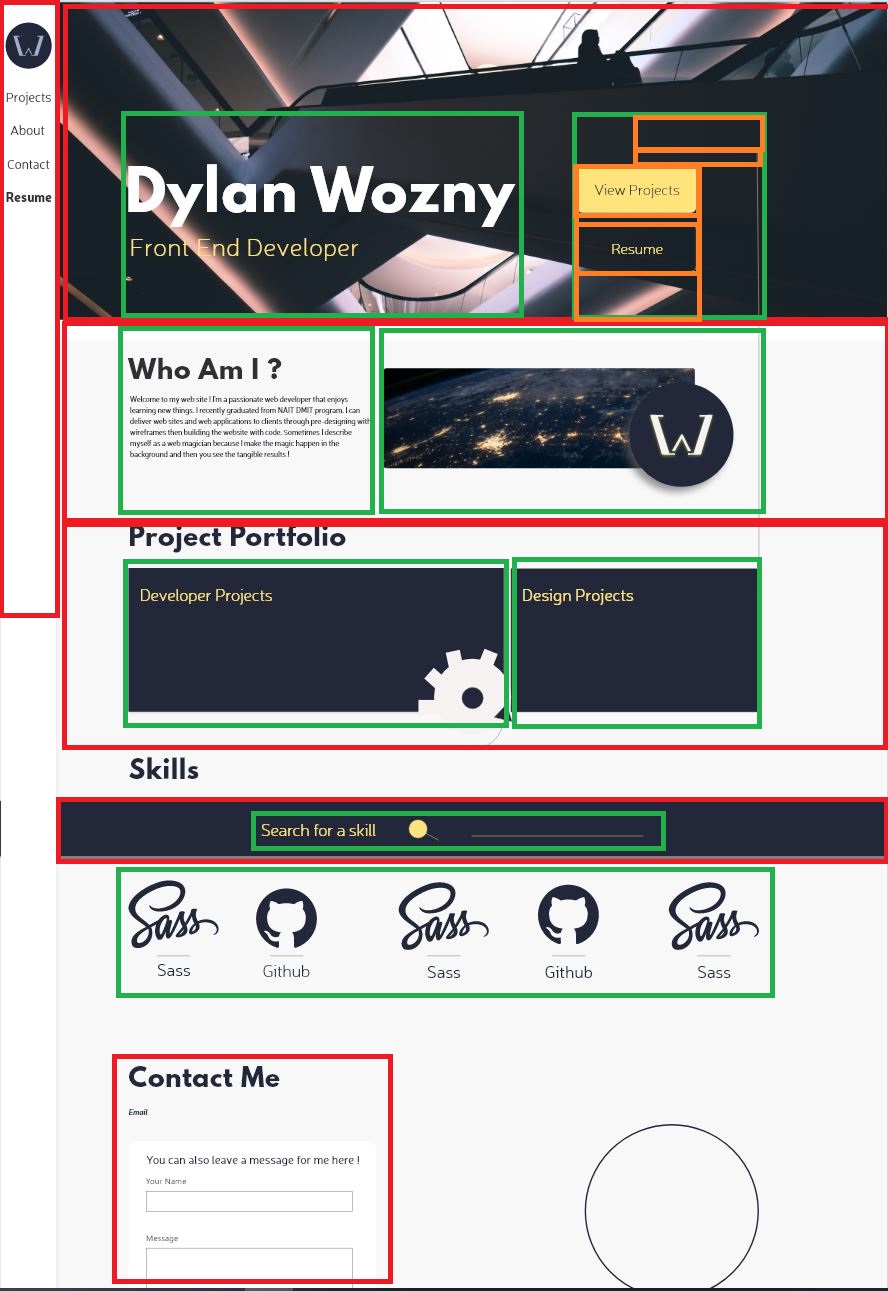 W
Projects
About
Contact
Resume
Dylan Wozny
Front End Developer
View Projects
Resume
Who Am I ?
Welcome to my web site ! I'm a passionate web developer that enjoys
learning new things. I recently graduated from NAIT DMIT program. I can
deliver web sites and web applications to clients through pre-designing with
wireframes then building the website with code. Sometimes I describe
myself as a web magician because I make the magic happen in the
background and then you see the tangible results !
W
Project Portfolio
Developer Projects
Design Projects
Skills
Search for a skill
Sass
Sass
Sass
Sass
Github
Sass
Github
Sass
Contact Me
Email
You can also leave a message for me here !
Your Name
Message